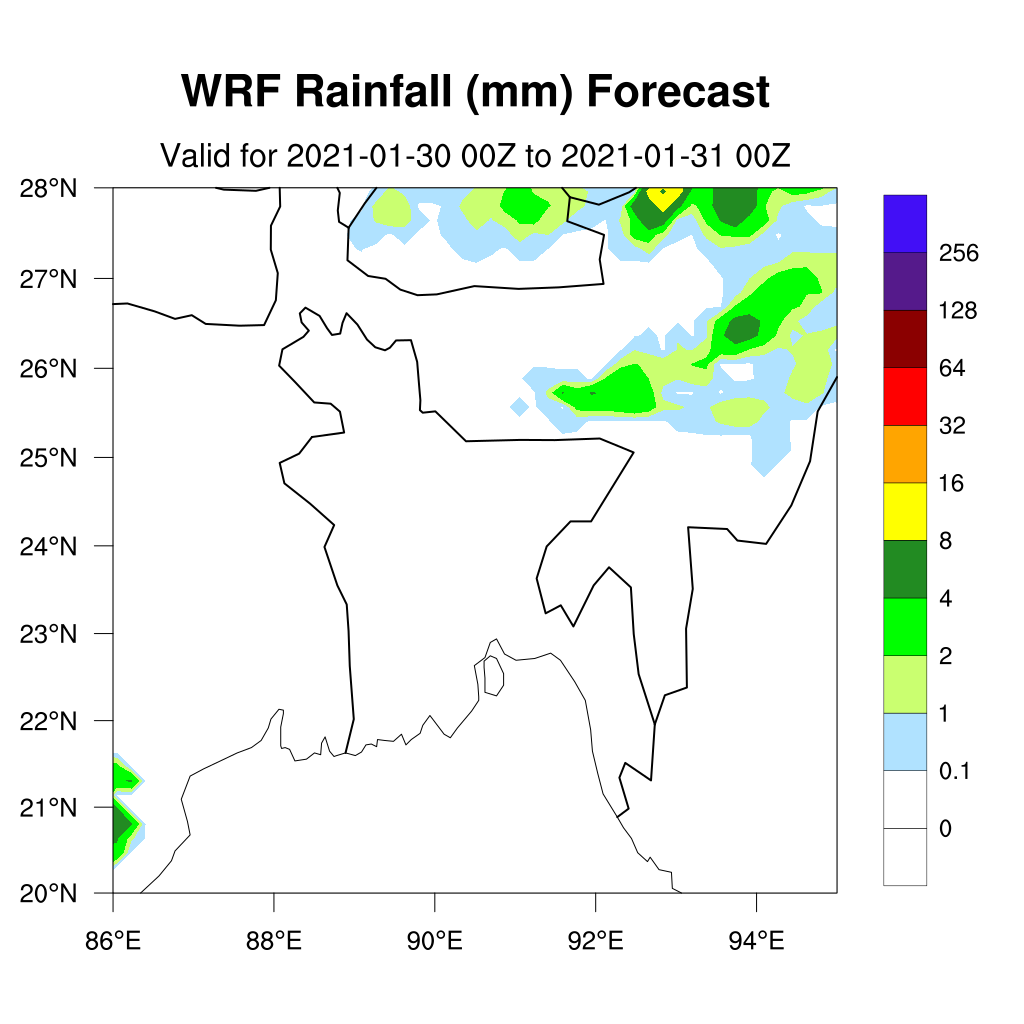 WRF Rainfall (mm) Forecast
Valid for 2021-01-30 00Z to 2021-01-31 00Z
28°N
27°N
26°N
25°N
24°N
23°N
22°N
21°N
20°N
86°E
88°E
90°E
92°E
94°E
256
128
64
32
16
8
4
2
1
0.1
0